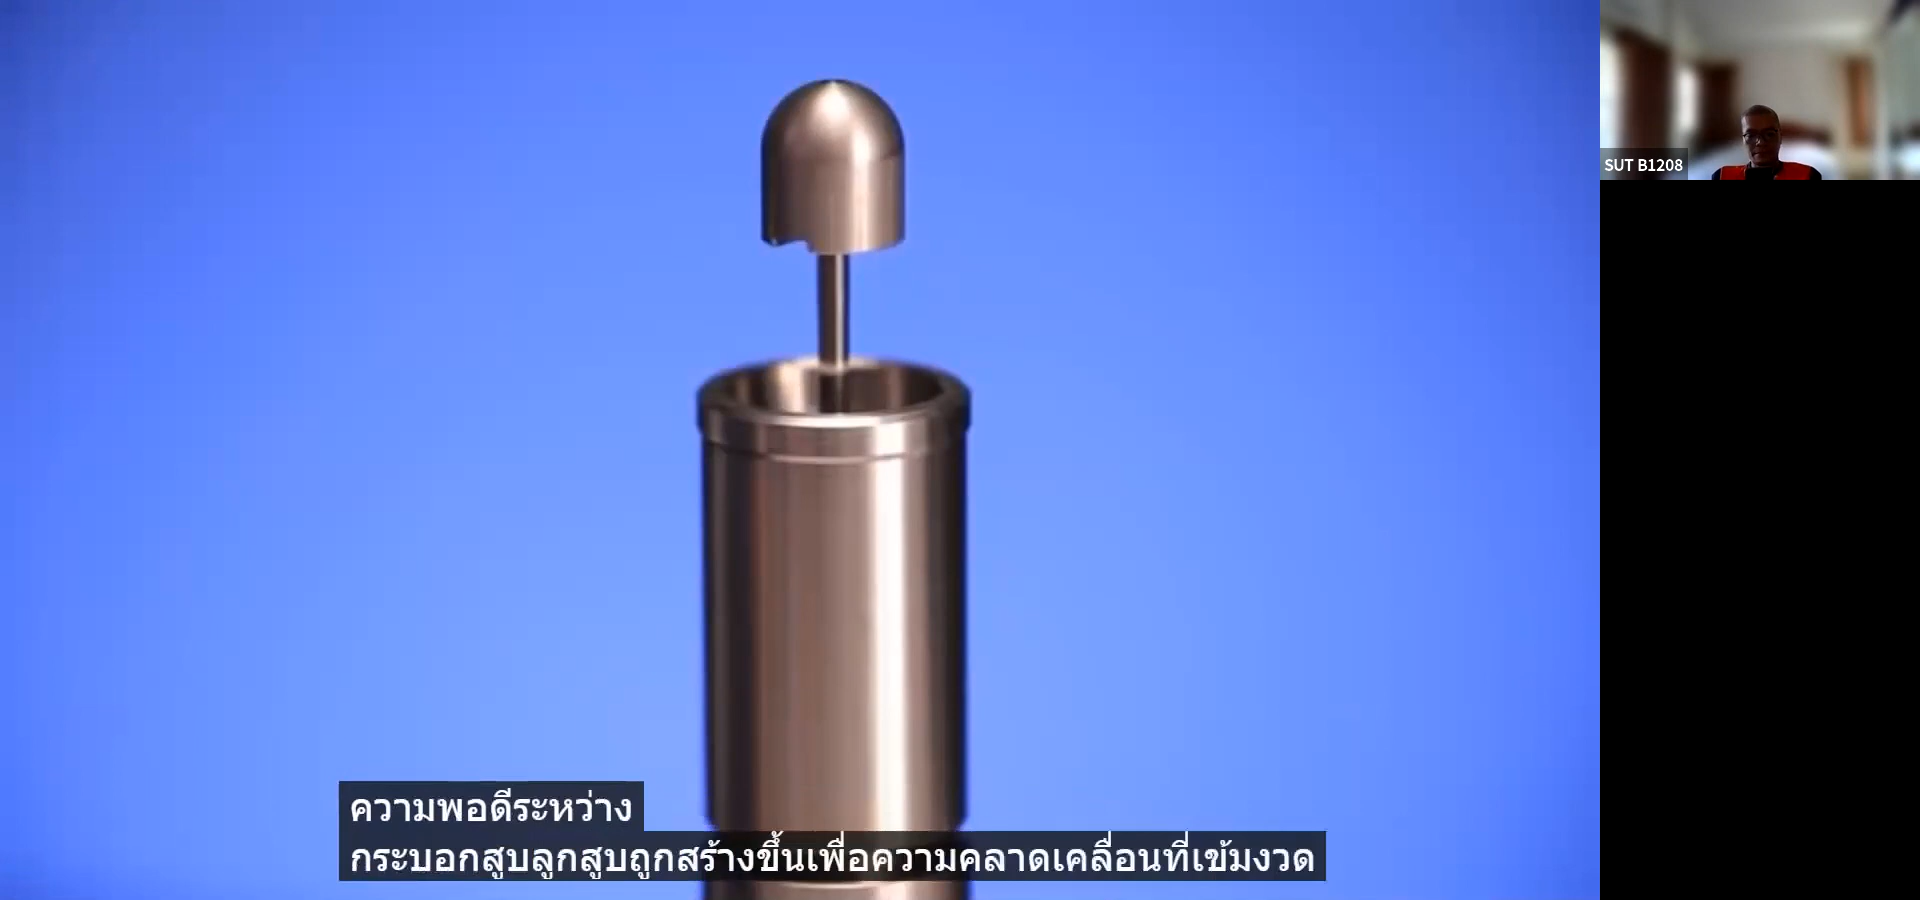 SUT B1208
ความพอดีระหว่าง
กระบอกสูบลูกสูบถูกสร้างขึ้นเพื่อความคลาดเคลื่อนที่เข้มงวด